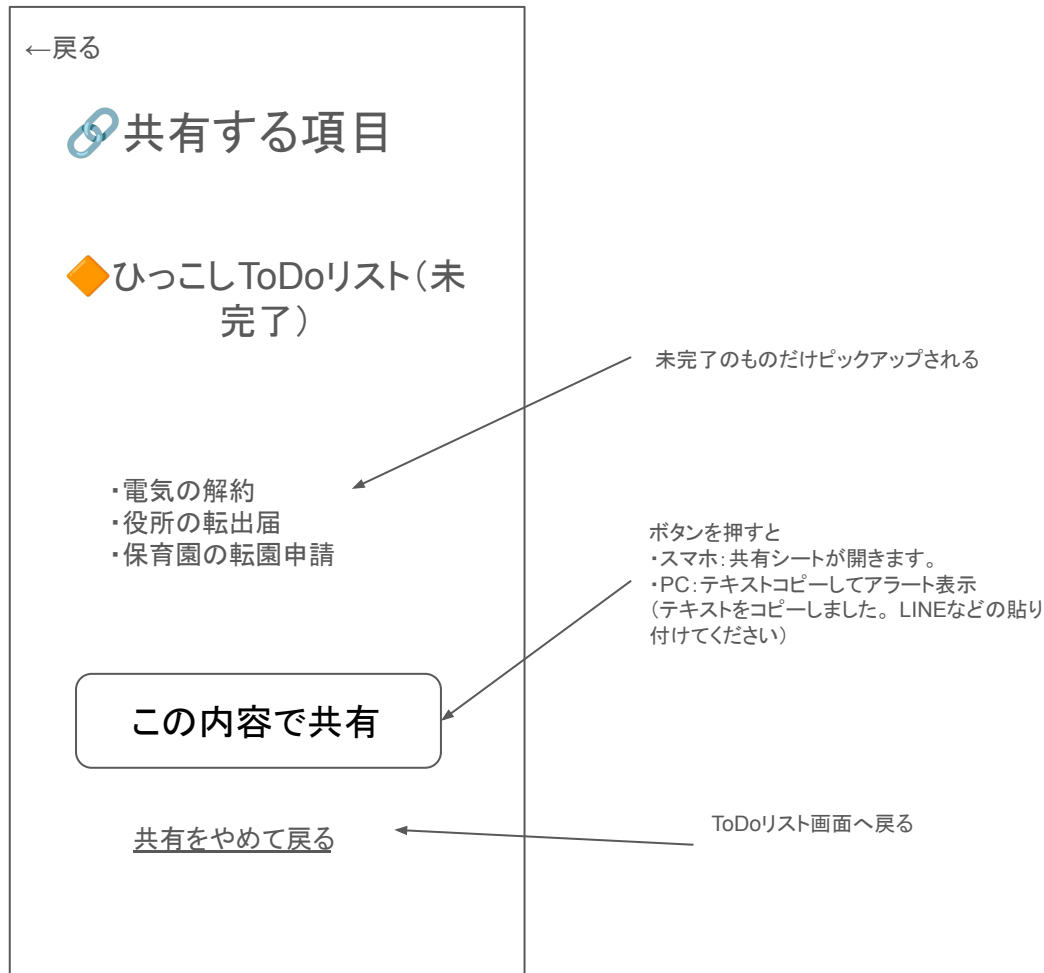 ←戻る
🔗共有する項目
🔶ひっこしToDoリスト(未
完了)
未完了のものだけピックアップされる
・電気の解約
・役所の転出届
・保育園の転園申請
ボタンを押すと
・スマホ：共有シートが開きます。
・PC：テキストコピーしてアラート表示
(テキストをコピーしました。LINEなどの貼り
付けてください)
この内容で共有
ToDoリスト画面へ戻る
共有をやめて戻る